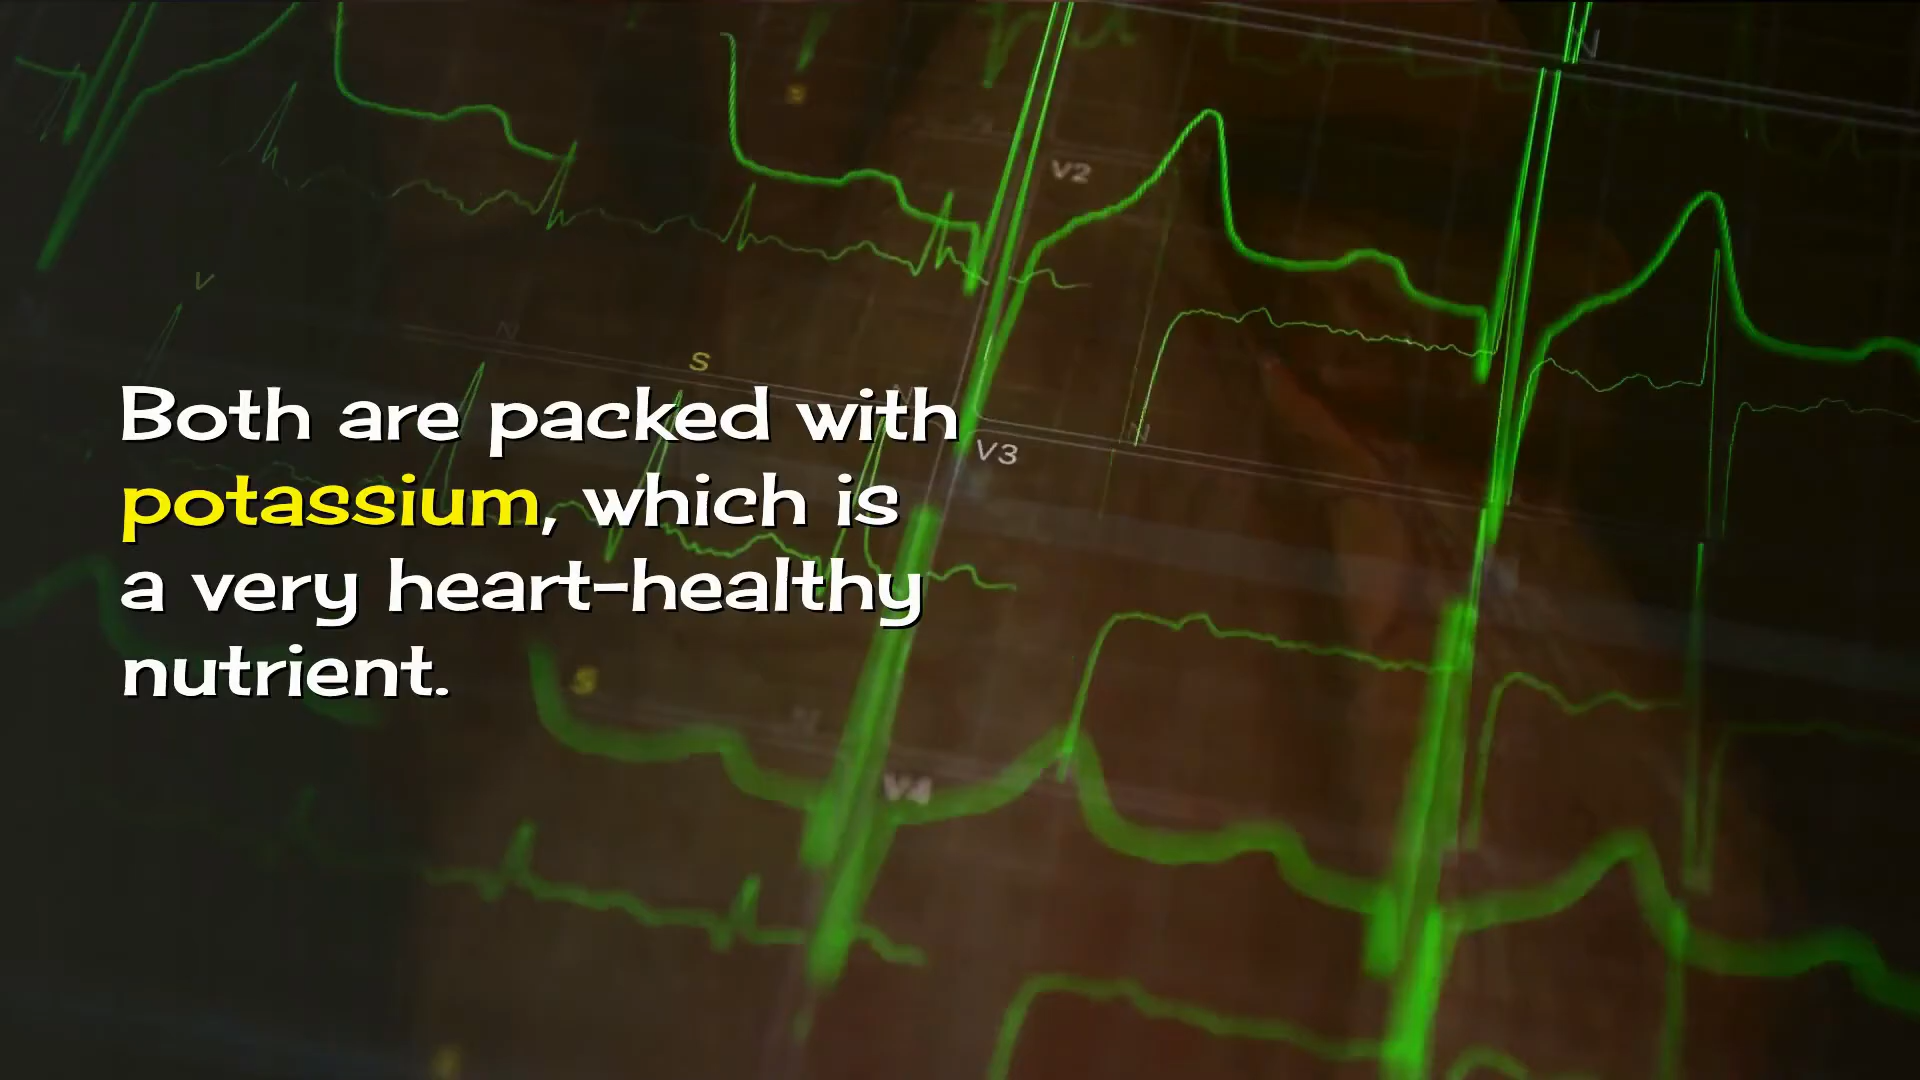 V2
S
V
N
V3
Both are packed with
potassium, which is
a very heart-healthy
nutrient.
S
V4